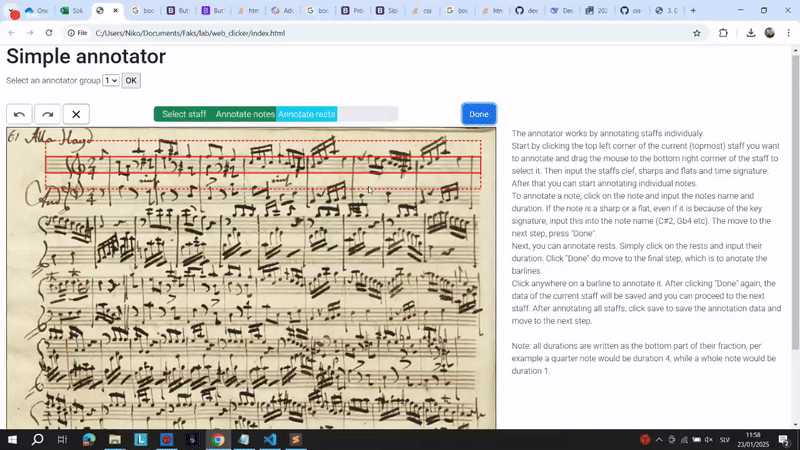 One
Sok
goc
But
Butt
Lutb
htm
Ado
goc
Pro
Sla
css
goc
htm
dev
Dev
202
ois
3. D
File
C:/Users/Niko/Documents/Faks/lab/web_clicker/index.html
Simple annotator
Select an annotator group 1 OK
Select staff Annotate notes Annotate rests
Done
61 Alla Hayd
The annotator works by annotating staffs individualy.
Start by clicking the top left corner of the current (topmost) staff you want
to annotate and drag the mouse to the bottom right corner of the staff to
select it. Then input the staffs clef, sharps and flats and time signature.
After that you can start annotating individual notes.
To annotate a note, click on the note and input the notes name and
duration. If the note is a sharp or a flat, even if it is because of the key
signature, input this into the note name (C#2, Gb4 etc). The move to the
next step, press "Done".
Next, you can annotate rests. Simply click on the rests and input their
duration. Click "Done" do move to the final step, which is to anotate the
barlines.
Click anywhere on a barline to annotate it. After clicking "Done" again, the
data of the current staff will be saved and you can proceed to the next
staff. After annotating all staffs, click save to save the annotation data and
move to the next step.
Note: all durations are written as the bottom part of their fraction, per
example a quarter note would be duration 4, while a whole note would be
duration 1.
SLV
11:58
23/01/2025